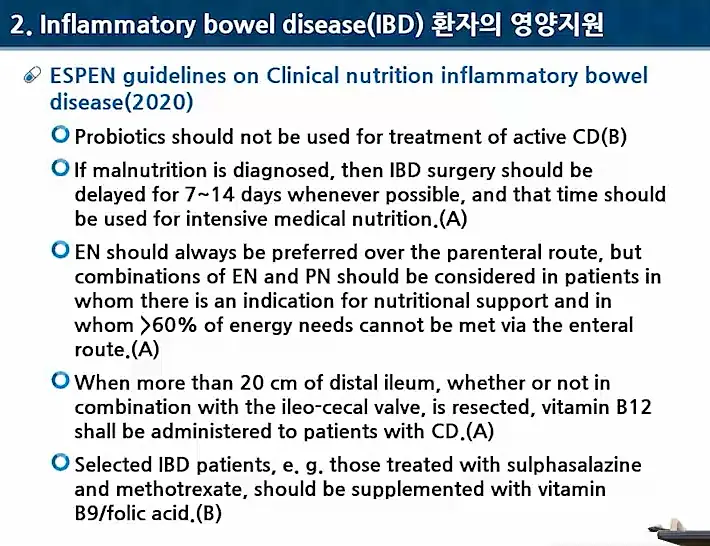 2. Inflammatory bowel disease(IBD) 환자의 영양지원
ESPEN guidelines on Clinical nutrition inflammatory bowel
disease(2020)
Probiotics should not be used for treatment of active CD(B)
If malnutrition is diagnosed, then IBD surgery should be
delayed for 7~14 days whenever possible, and that time should
be used for intensive medical nutrition.(A)
EN should always be preferred over the parenteral route, but
combinations of EN and PN should be considered in patients in
whom there is an indication for nutritional support and in
whom >60% of energy needs cannot be met via the enteral
route.(A)
When more than 20 cm of distal ileum, whether or not in
combination with the ileo-cecal valve, is resected, vitamin B12
shall be administered to patients with CD.(A)
Selected IBD patients, e. g. those treated with sulphasalazine
and methotrexate, should be supplemented with vitamin
B9/folic acid.(B)